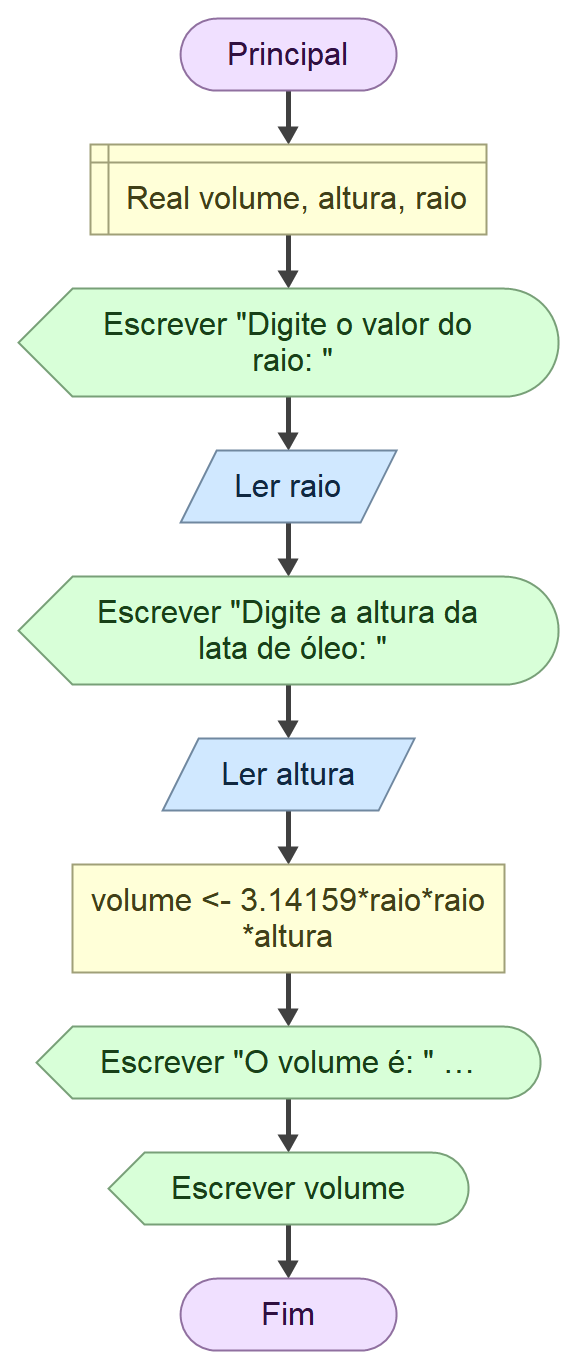 Principal
Real volume, altura, raio
Escrever "Digite o valor do
raio: "
Ler raio
Escrever "Digite a altura da
lata de óleo: "
Ler altura
volume <- 3.14159*raio*raio
*altura
Escrever "O volume é: " …
Escrever volume
Fim